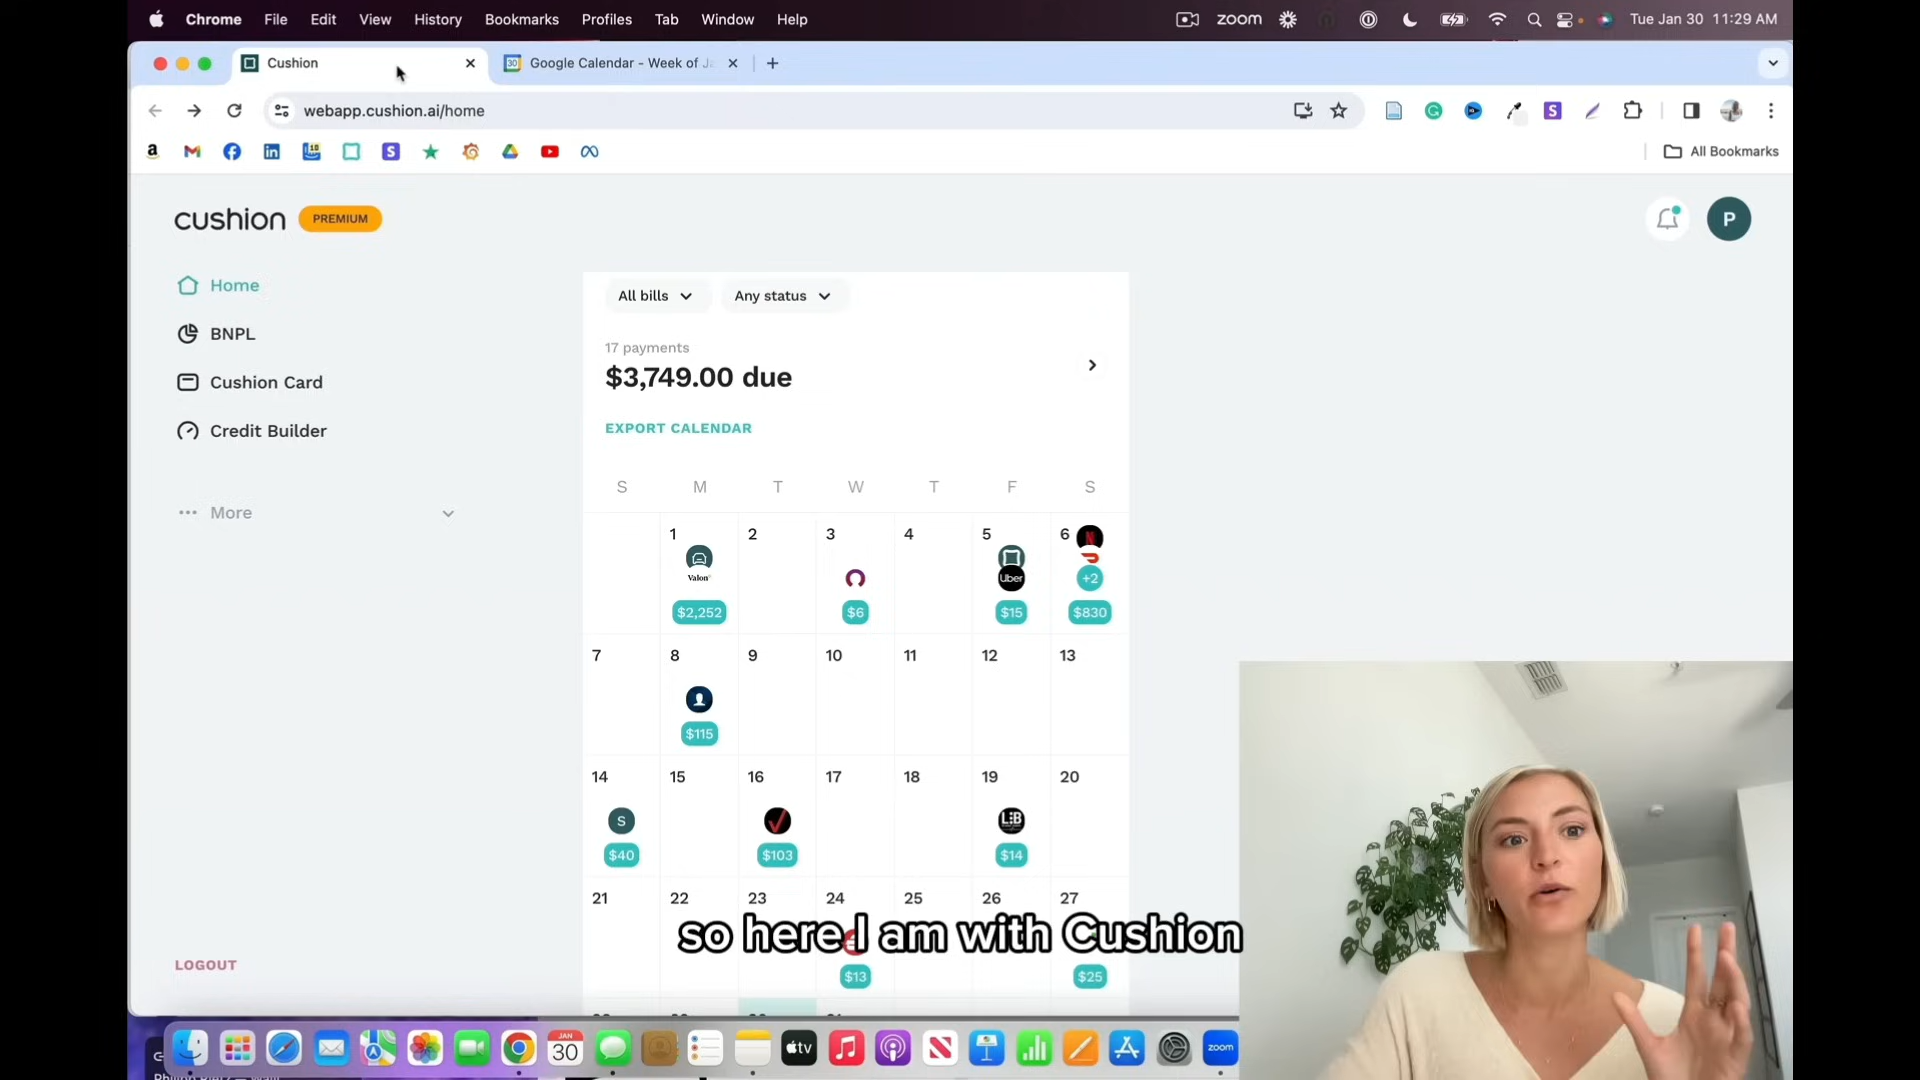 Chrome File Edit View History Bookmarks Profiles Tab Window Help
zoom Tue Jan 30 11:29 AM
Cushion
30 Google Calendar - Week of Ja
webapp.cushion.ai/home
All Bookmarks
cushion PREMIUM
P
Home
BNPL
Cushion Card
Credit Builder
More
LOGOUT
All bills Any status
17 payments
$3,749.00 due
EXPORT CALENDAR
S M T W T F S
1 2 3 4 5 6
N
Valon Uber +2
$2,252 $6 $15 $830
7 8 9 10 11 12 13
$115
14 15 16 17 18 19 20
S L:B
$40 $103 $14
21 22 23 24 25 26 27
so here I am with Cushion
$13 $25
JAN
30
tv
zoom